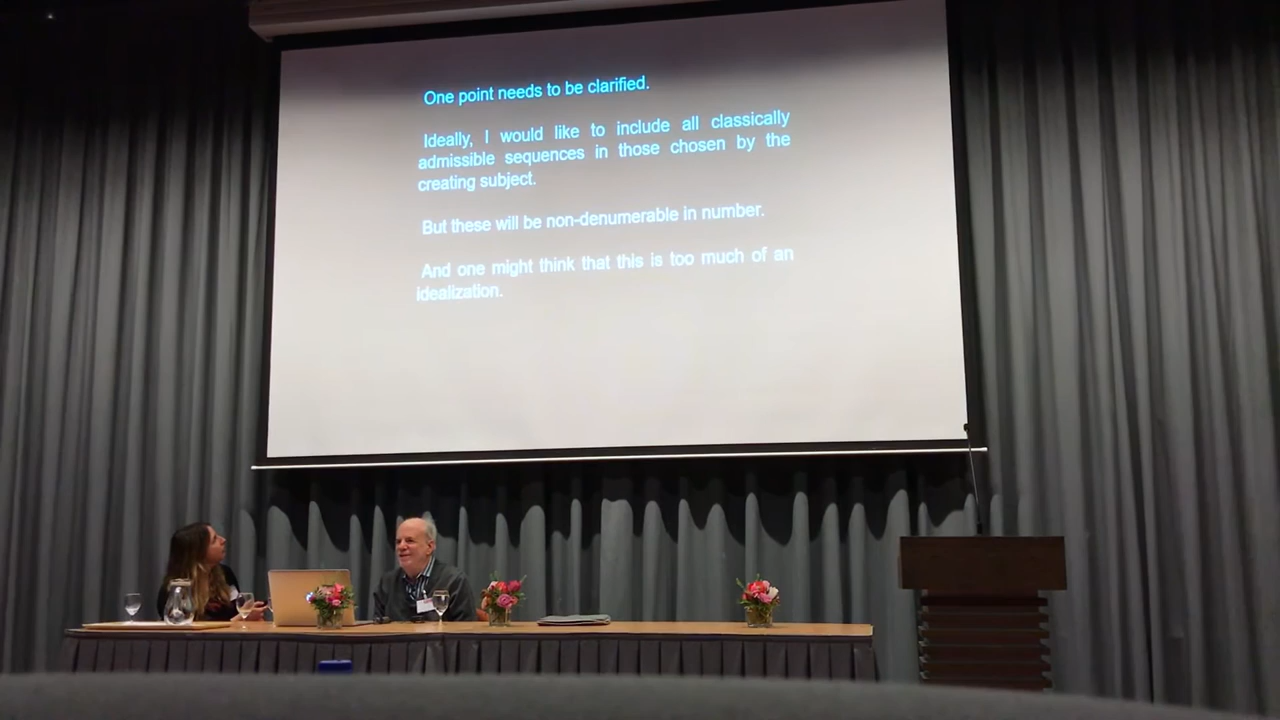 One point needs to be clarified.
Ideally, I would like to include all classically
admissible sequences in those chosen by the
creating subject.
But these will be non-denumerable in number.
And one might think that this is too much of an
idealization.